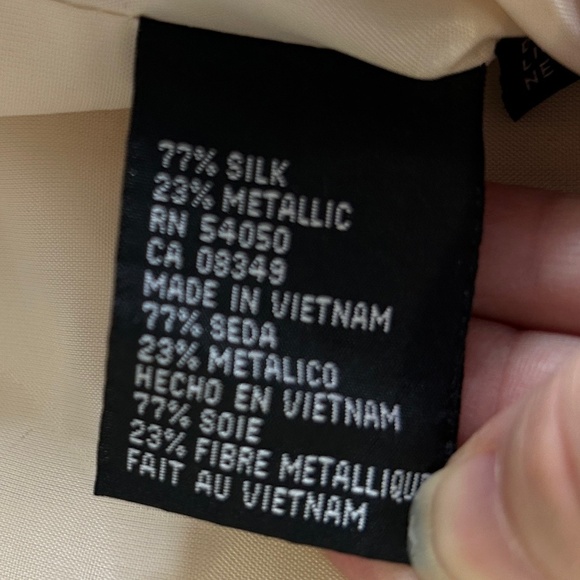 77% SILK
23% METALLIC
RN 54050
CA 09349
MADE IN VIETNAM
77% SEDA
23% METALICO
HECHO EN VIETNAM
77% SOIE
23% FIBRE METALLIQUE
FAIT AU VIETNAM